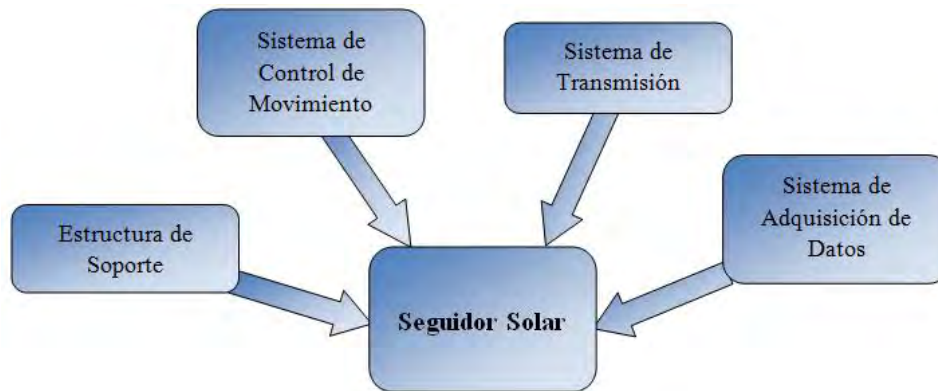 Sistema de
Control de
Movimiento
Sistema de
Transmisión
Estructura de
Soporte
Sistema de
Adquisición de
Datos
Seguidor Solar